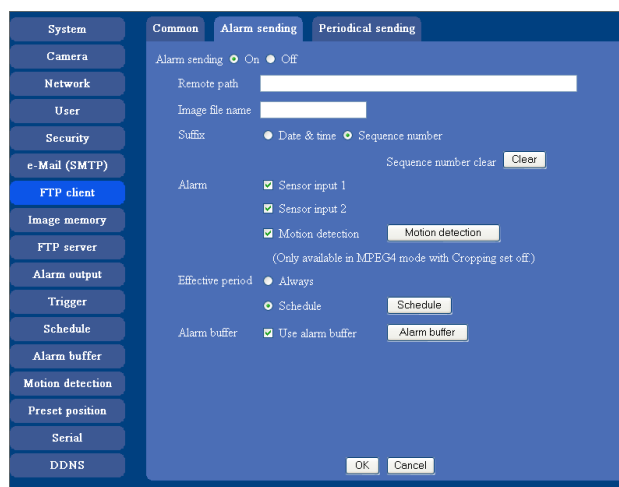 System
Camera
Network
User
Security
e-Mail (SMTP)
FTP client
Image memory
FTP server
Alarm output
Trigger
Schedule
Alarm buffer
Motion detection
Preset position
Serial
DDNS
Common Alarm sending Periodical sending
Alarm sending On Off
Remote path
Image file name
Suffix Date & time Sequence number
Sequence number clear Clear
Alarm Sensor input 1
Sensor input 2
Motion detection Motion detection
(Only available in MPEG4 mode with Cropping set off.)
Effective period Always
Schedule Schedule
Alarm buffer Use alarm buffer Alarm buffer
OK Cancel